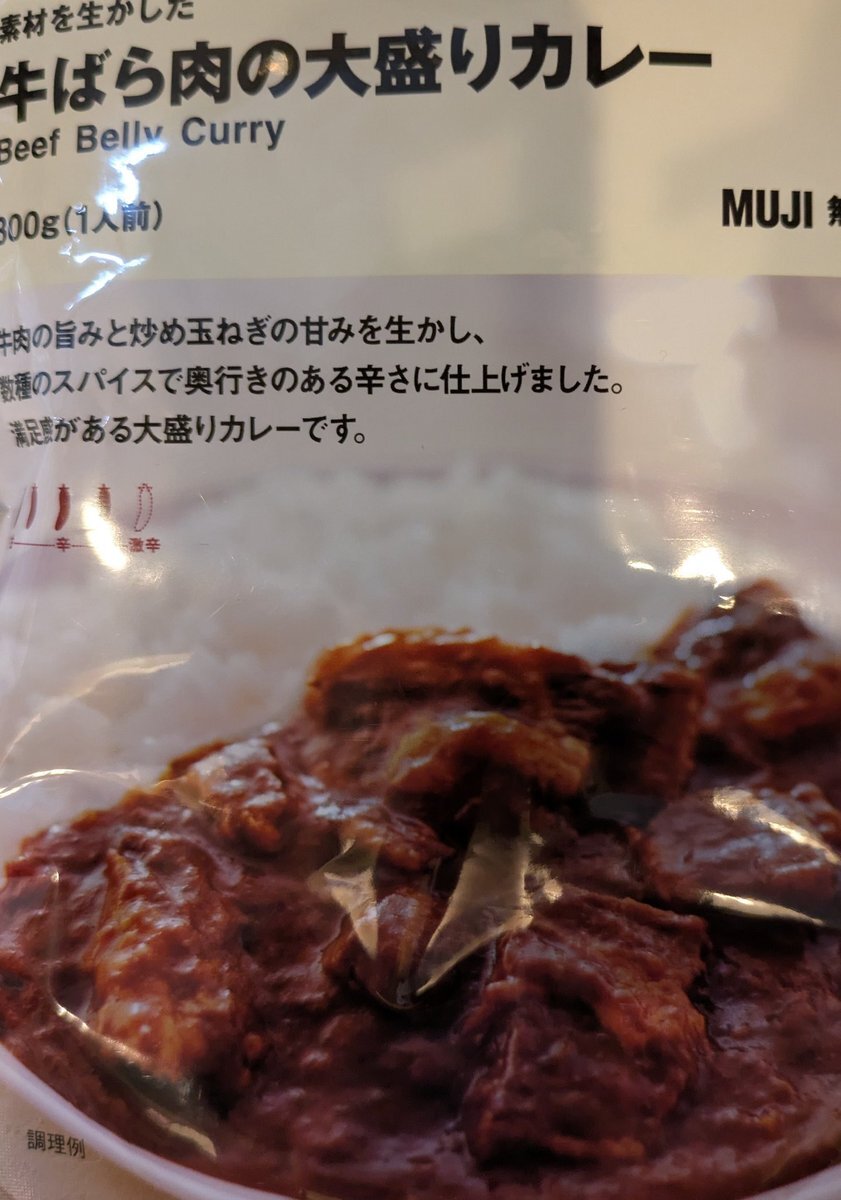 素材を生かした
牛ばら肉の大盛りカレー
Beef Belly Curry
300g(1人前)
MUJI 無
牛肉の旨みと炒め玉ねぎの甘みを生かし、
数種のスパイスで奥行きのある辛さに仕上げました。
満足感がある大盛りカレーです。
辛 激辛
調理例